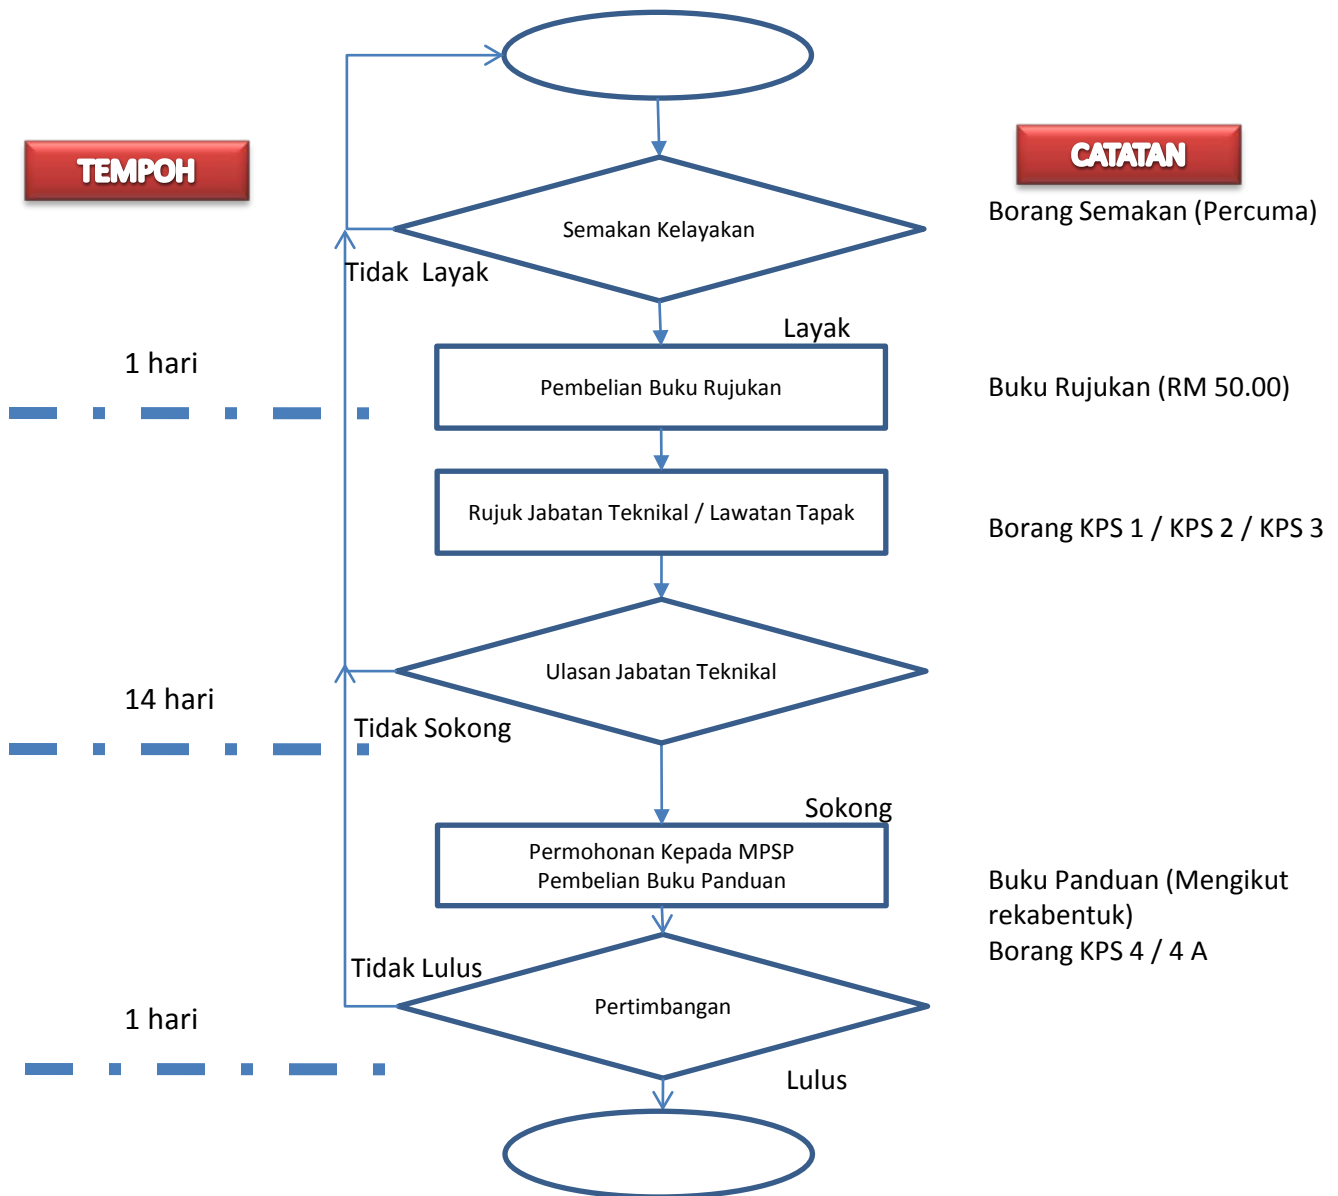 TEMPOH
CATATAN
Borang Semakan (Percuma)
Semakan Kelayakan
Tidak Layak
Layak
1 hari
Pembelian Buku Rujukan
Buku Rujukan (RM 50.00)
Rujuk Jabatan Teknikal / Lawatan Tapak
Borang KPS 1 / KPS 2 / KPS 3
Ulasan Jabatan Teknikal
14 hari
Tidak Sokong
Sokong
Permohonan Kepada MPSP
Pembelian Buku Panduan
Buku Panduan (Mengikut
rekabentuk)
Borang KPS 4 / 4 A
Tidak Lulus
Pertimbangan
1 hari
Lulus